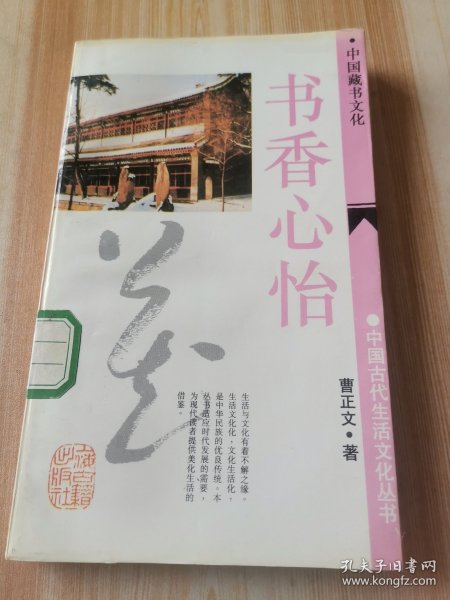 ·中国藏书文化
书香心怡
●中国古代生活文化丛书
曹正文·著
生活与文化有着不解之缘。
生活文化化，文化生活化，
是中华民族的优良传统。本
丛书适应时代发展的需要，
为现代读者提供美化生活的
借鉴。
出版社
孔夫子旧书网
www.kongfz.com